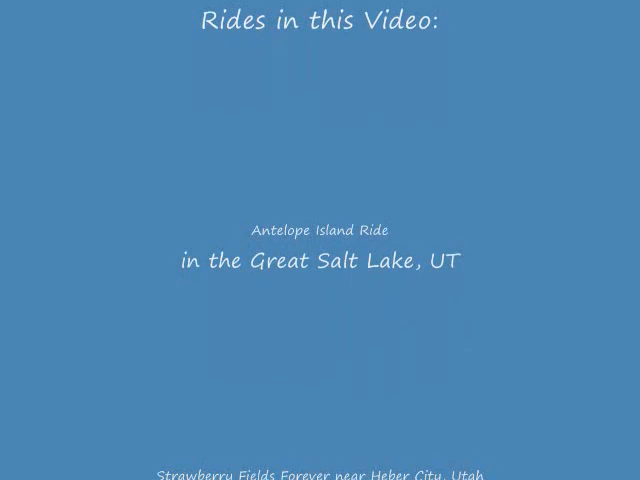 Rides in this Video:
Antelope Island Ride
in the Great Salt Lake, UT
Strawberry Fields Forever near Heber City, Utah